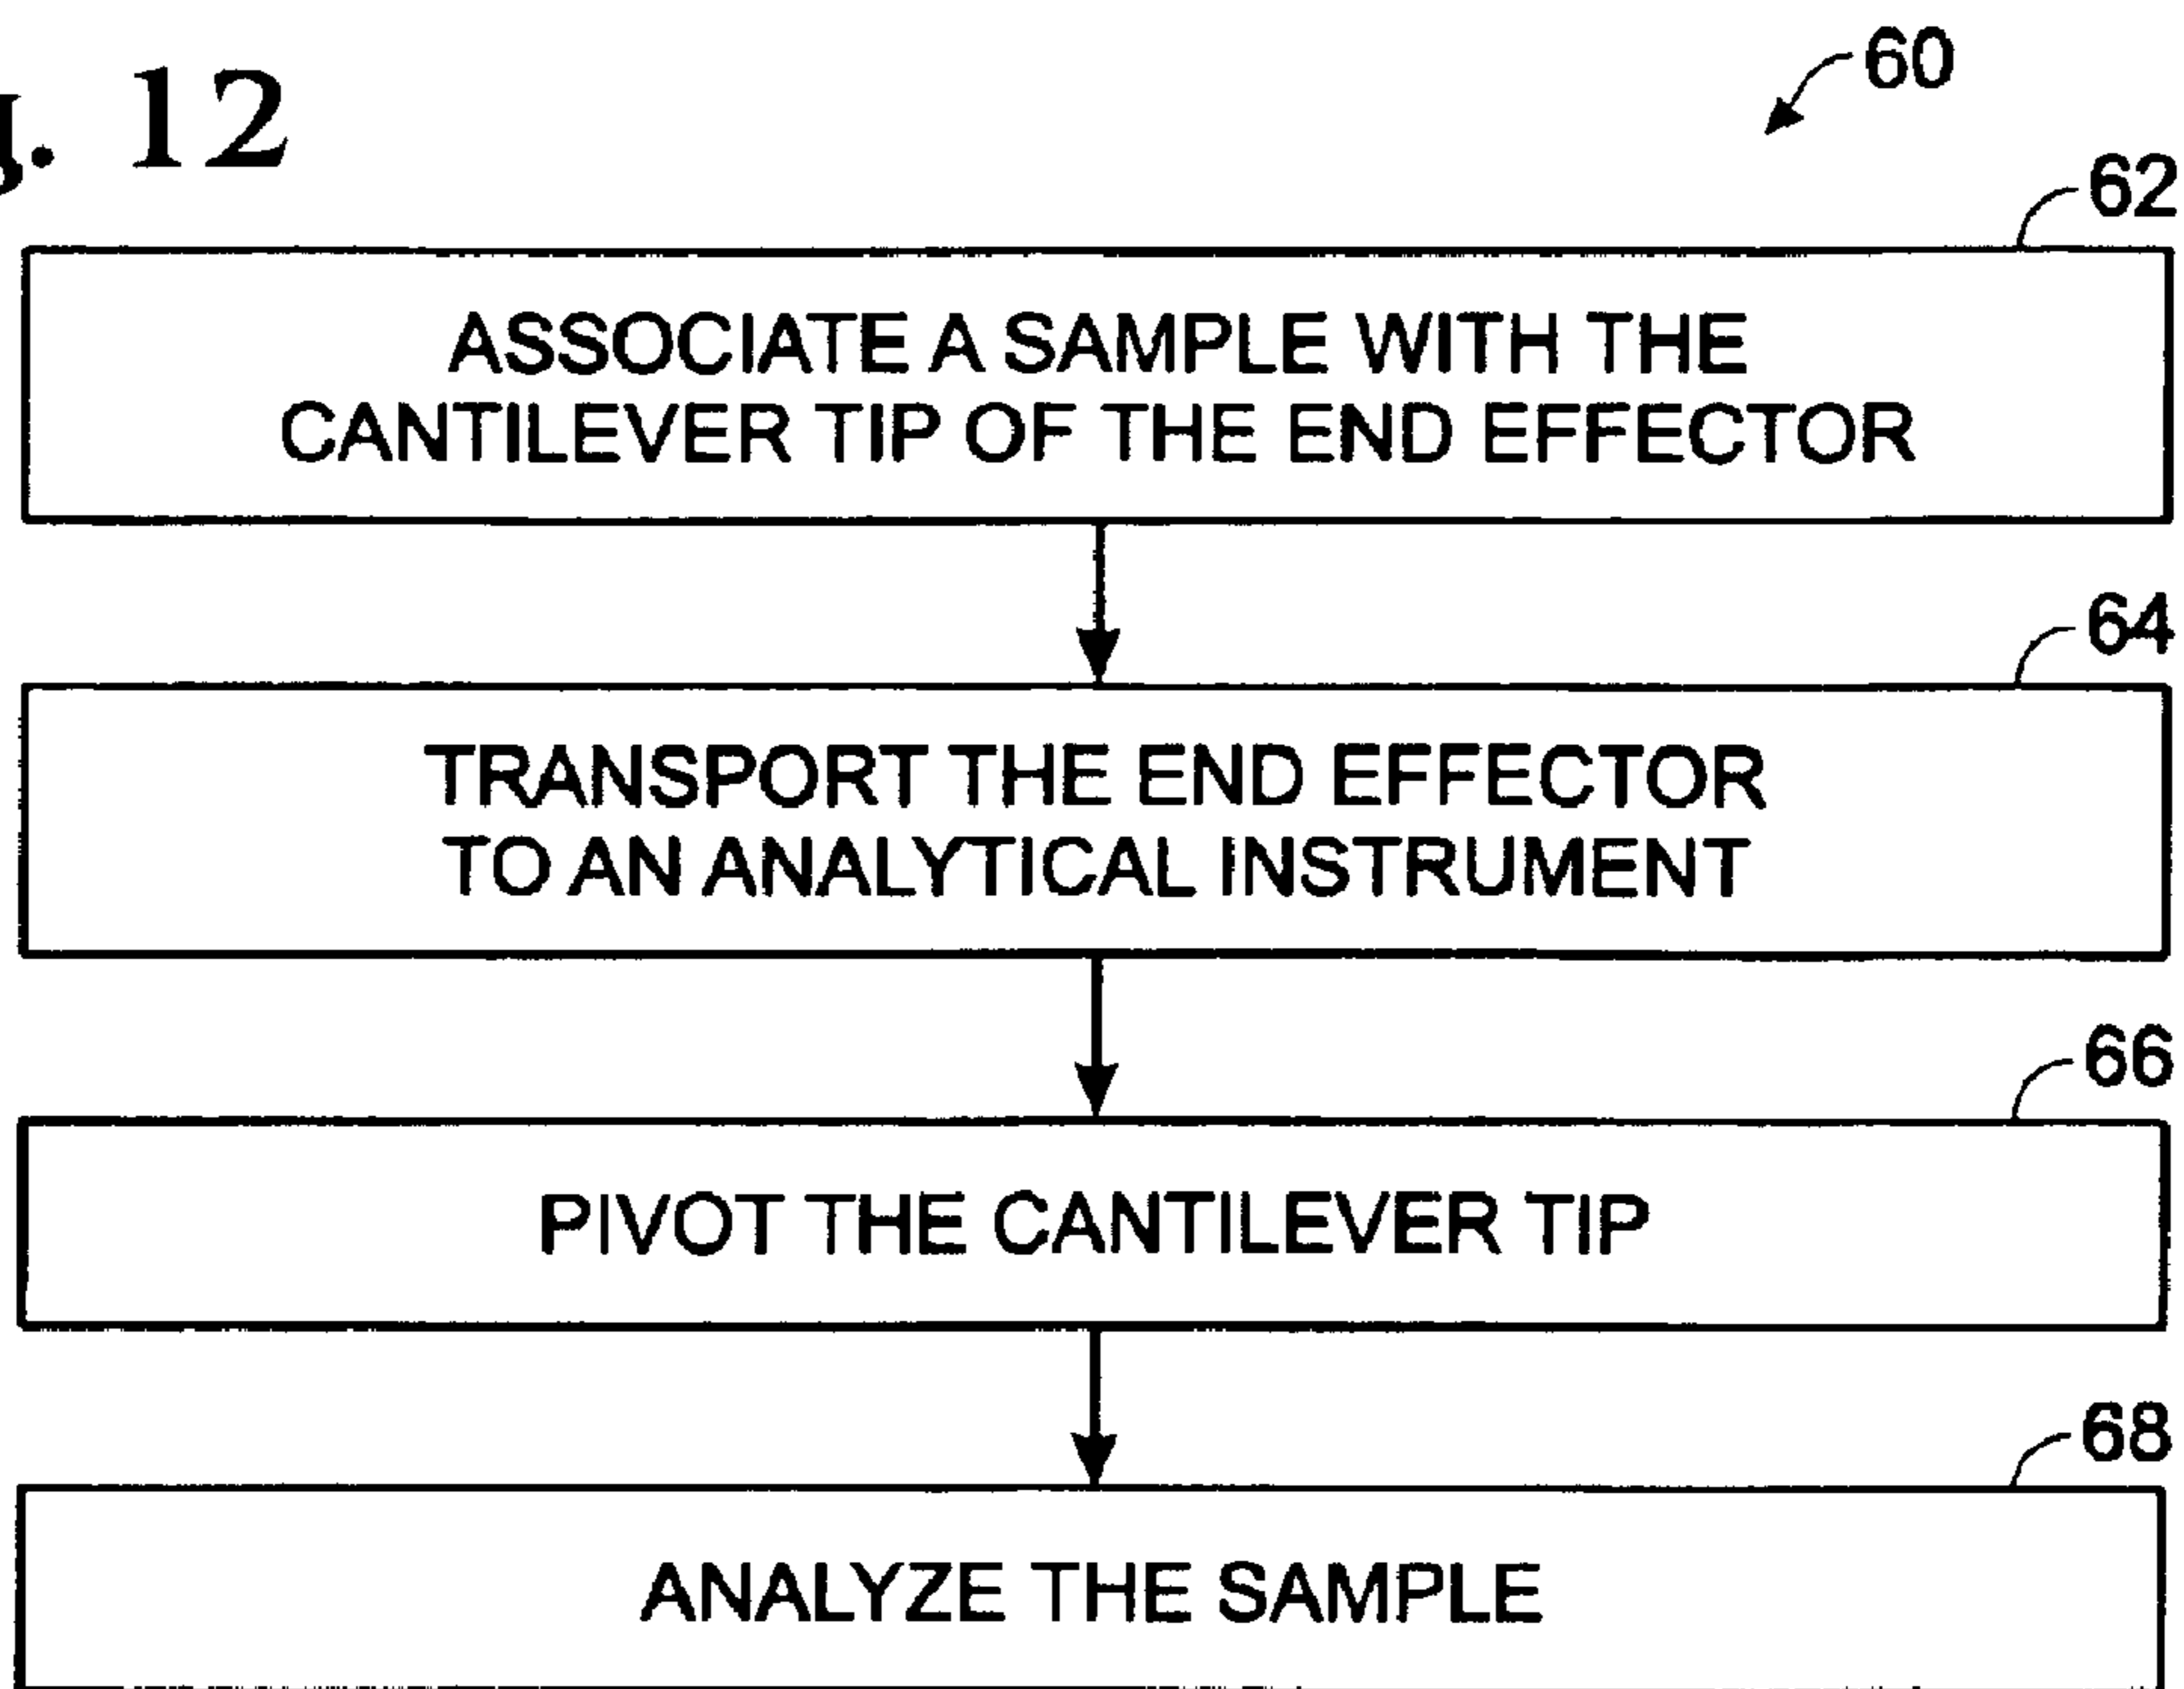 g. 12
60
62
ASSOCIATE A SAMPLE WITH THE
CANTILEVER TIP OF THE END EFFECTOR
64
TRANSPORT THE END EFFECTOR
TO AN ANALYTICAL INSTRUMENT
66
PIVOT THE CANTILEVER TIP
68
ANALYZE THE SAMPLE